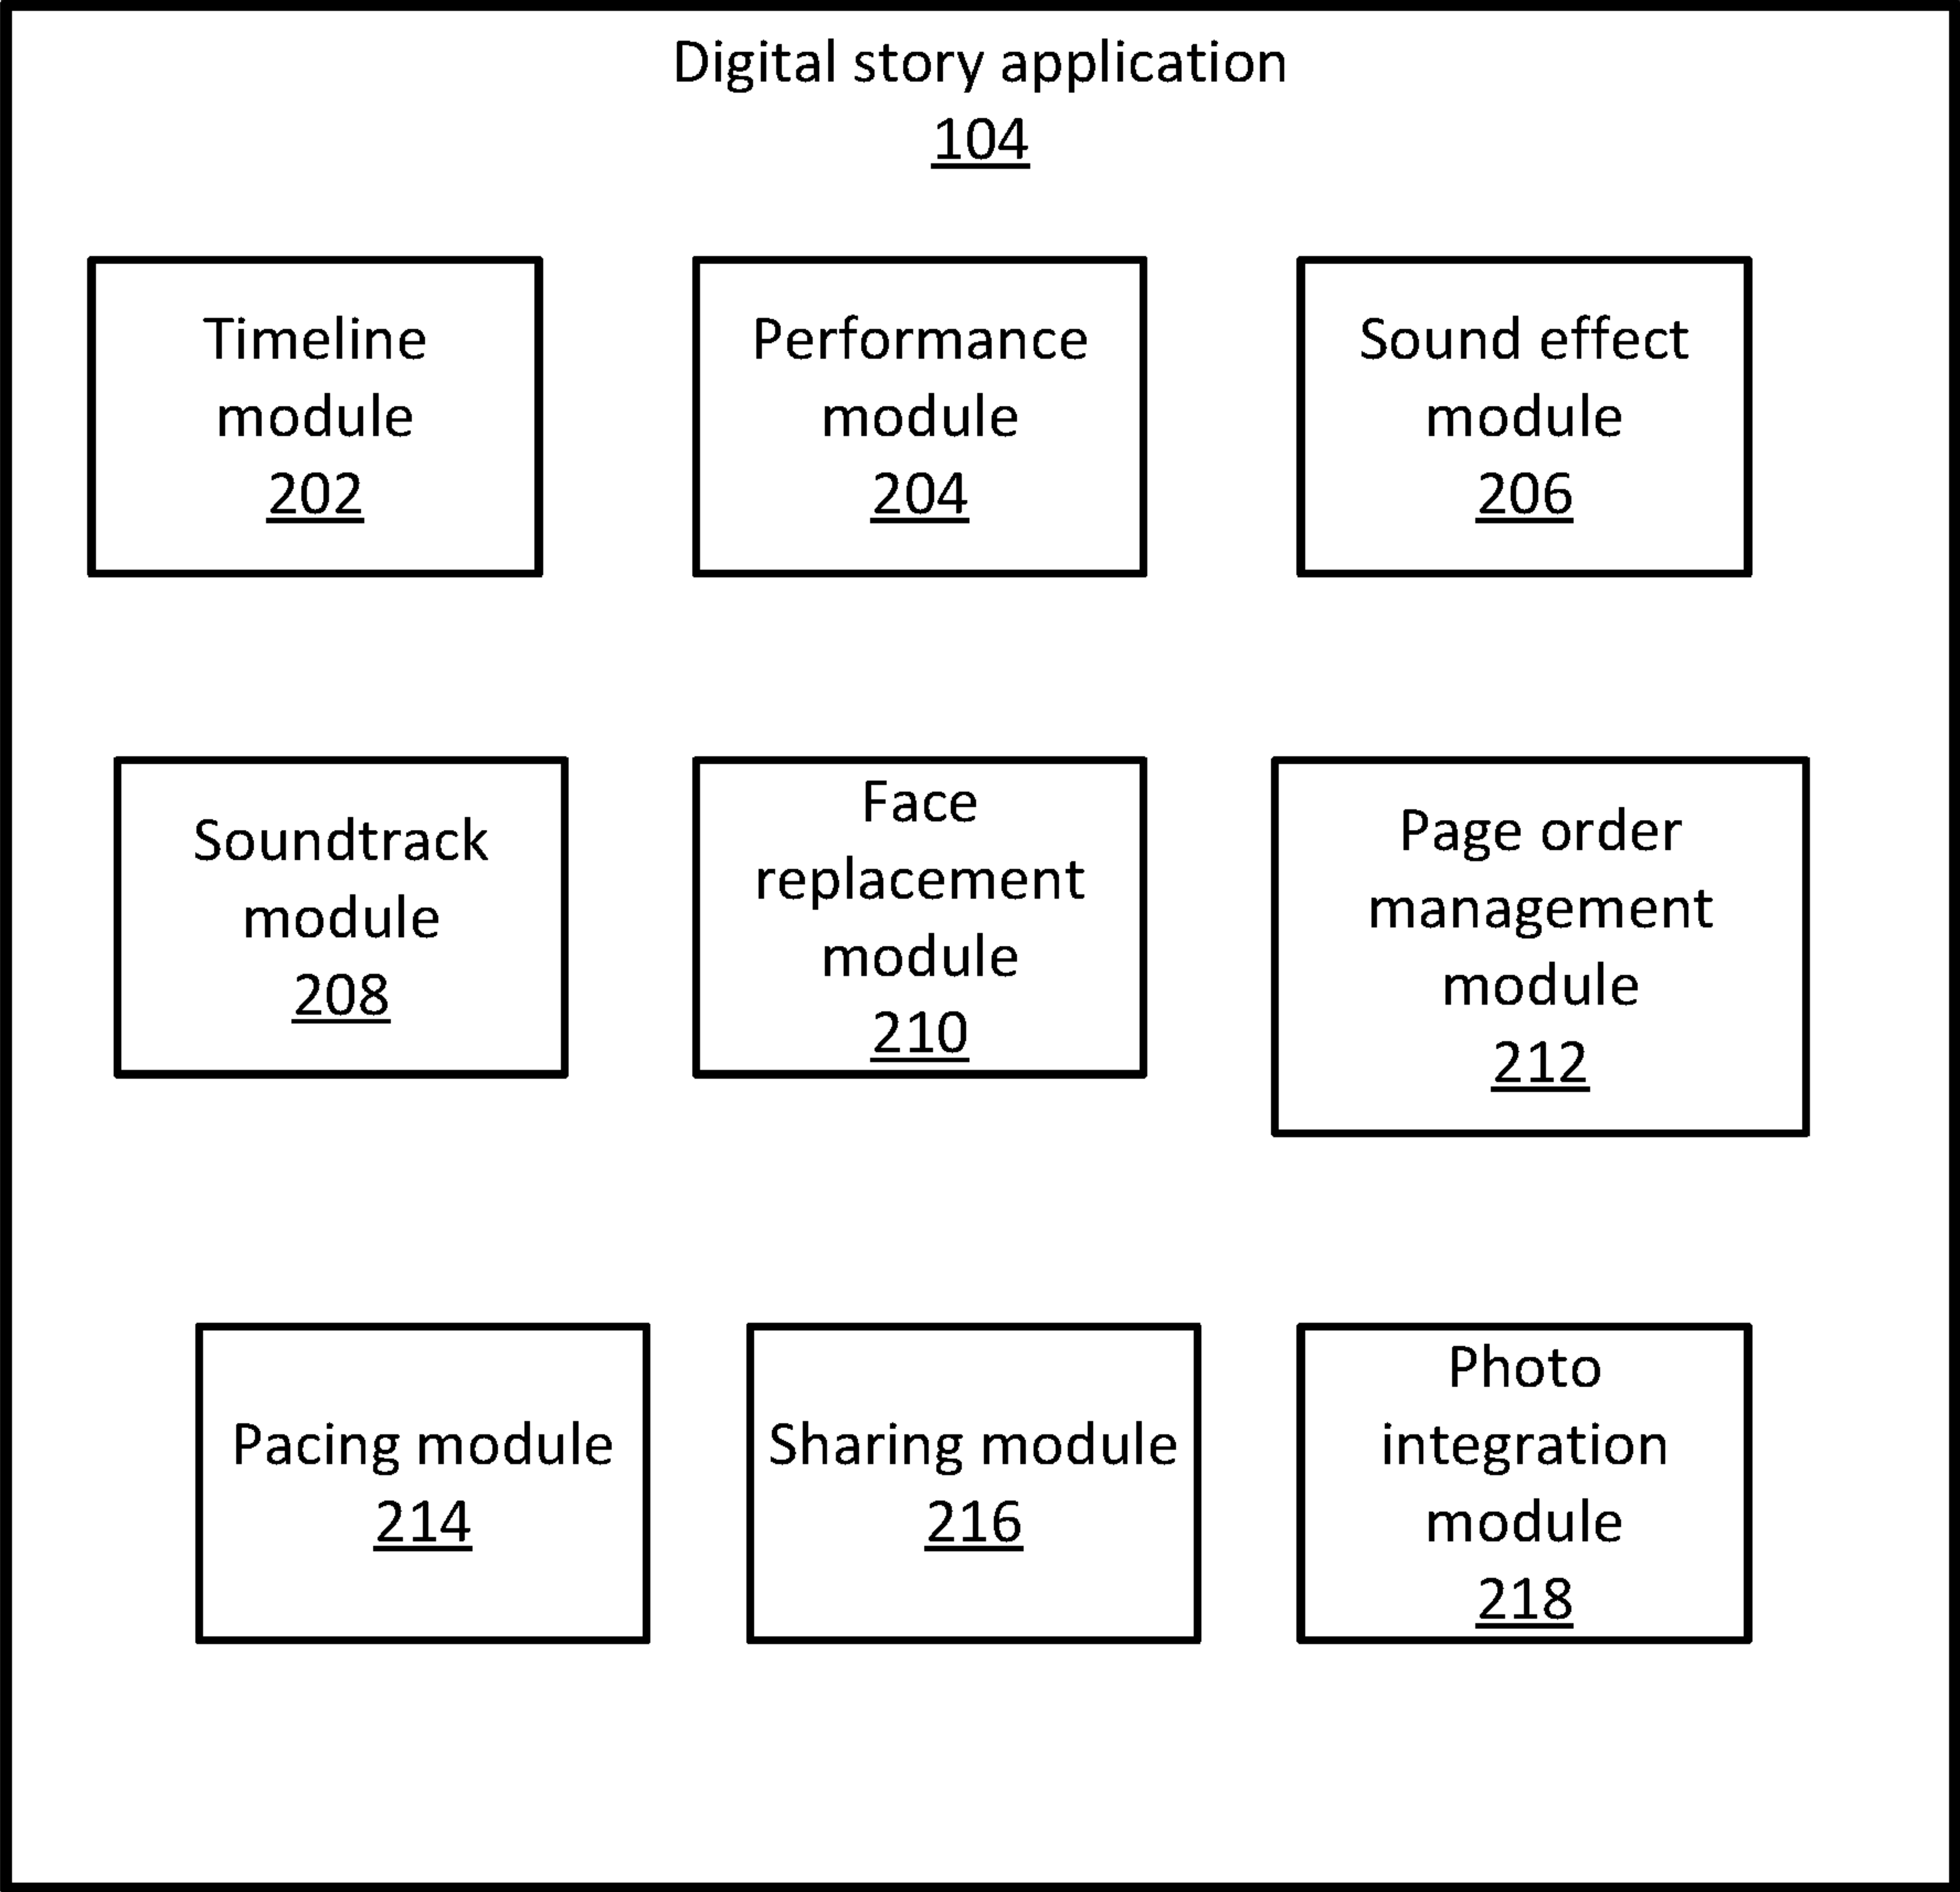 Digital story application
104
Timeline
module
202
Performance
module
204
Sound effect
module
206
Soundtrack
module
208
Face
replacement
module
210
Page order
management
module
212
Pacing module
214
Sharing module
216
Photo
integration
module
218